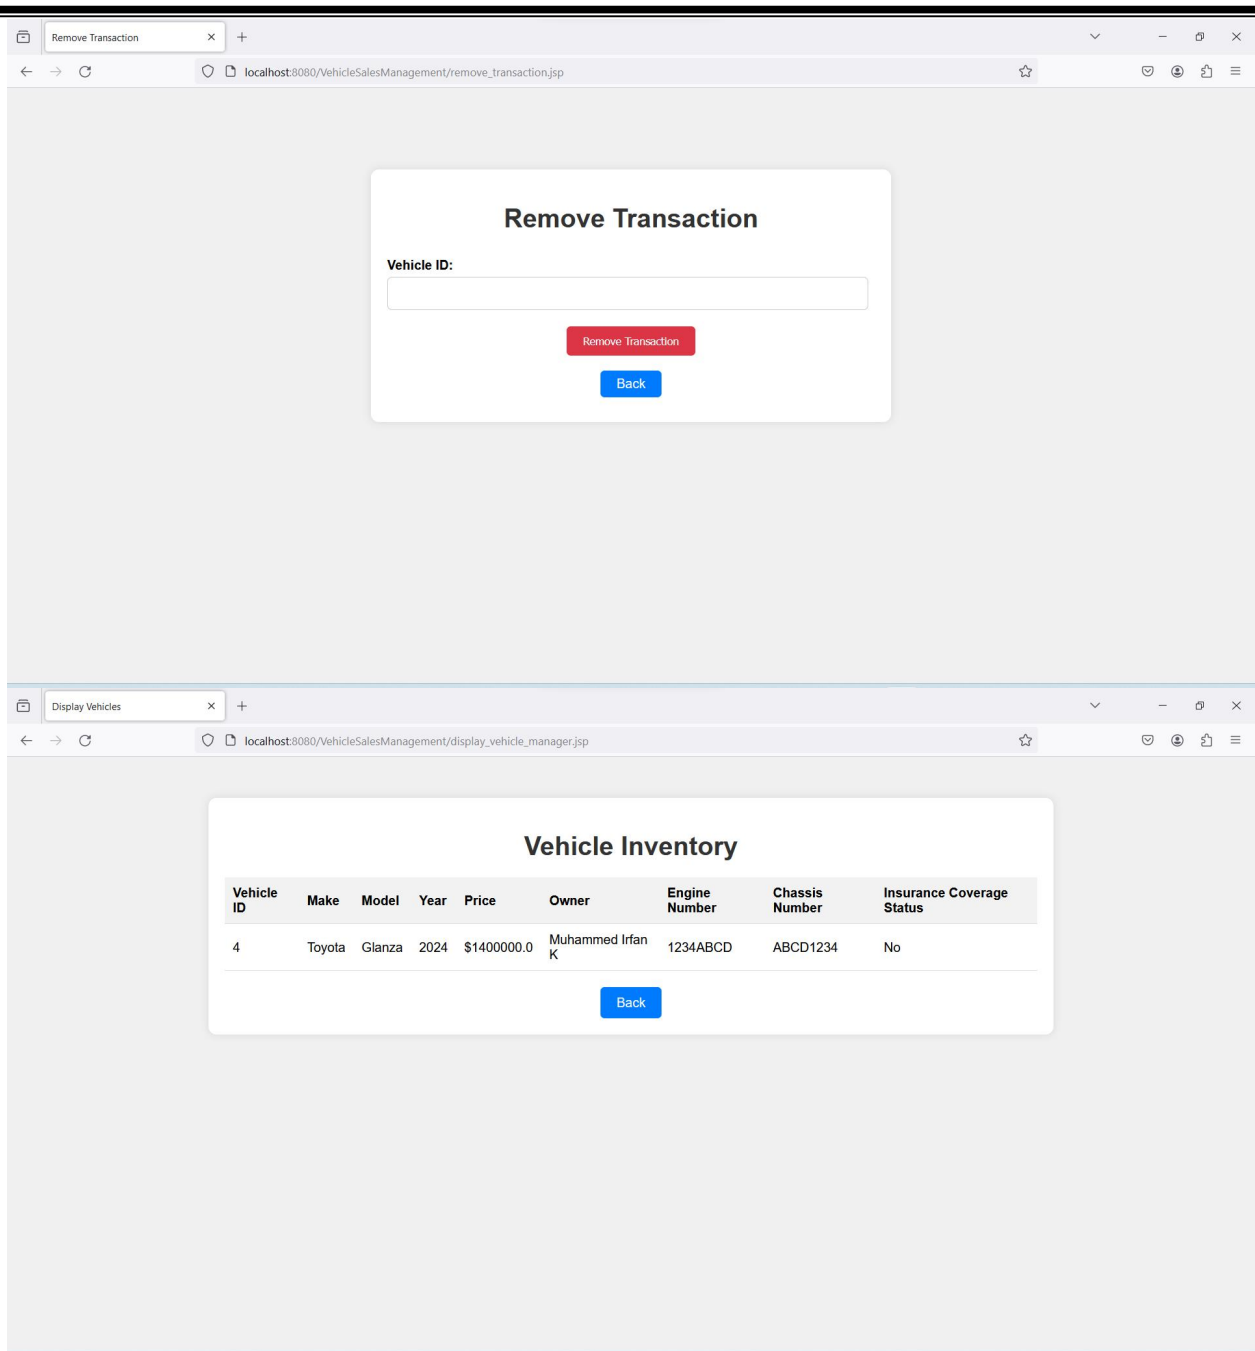 Remove Transaction
localhost:8080/VehicleSalesManagement/remove_transaction.jsp
Remove Transaction
Vehicle ID:
Remove Transaction
Back
Display Vehicles
localhost:8080/VehicleSalesManagement/display_vehicle_manager.jsp
Vehicle Inventory
Vehicle ID Make Model Year Price Owner Engine Number Chassis Number Insurance Coverage Status
4 Toyota Glanza 2024 $1400000.0 Muhammed Irfan K 1234ABCD ABCD1234 No
Back